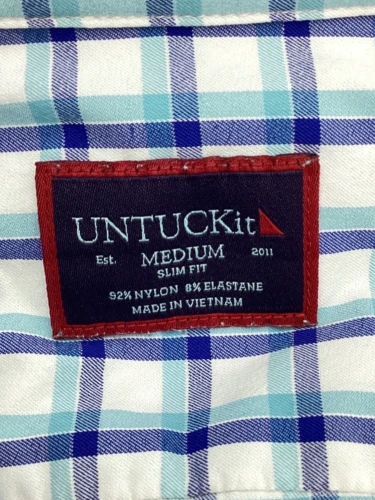 UNTUCKit
Est. MEDIUM 2011
SLIM FIT
92% NYLON 8% ELASTANE
MADE IN VIETNAM